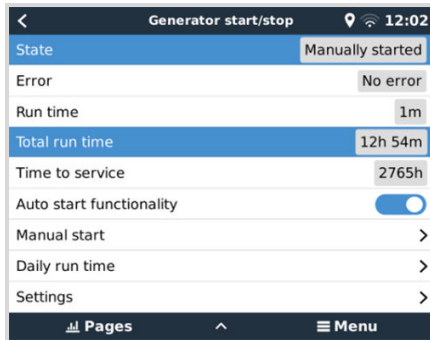 Generator start/stop 12:02
State Manually started
Error No error
Run time 1m
Total run time 12h 54m
Time to service 2765h
Auto start functionality
Manual start
Daily run time
Settings
Pages Menu